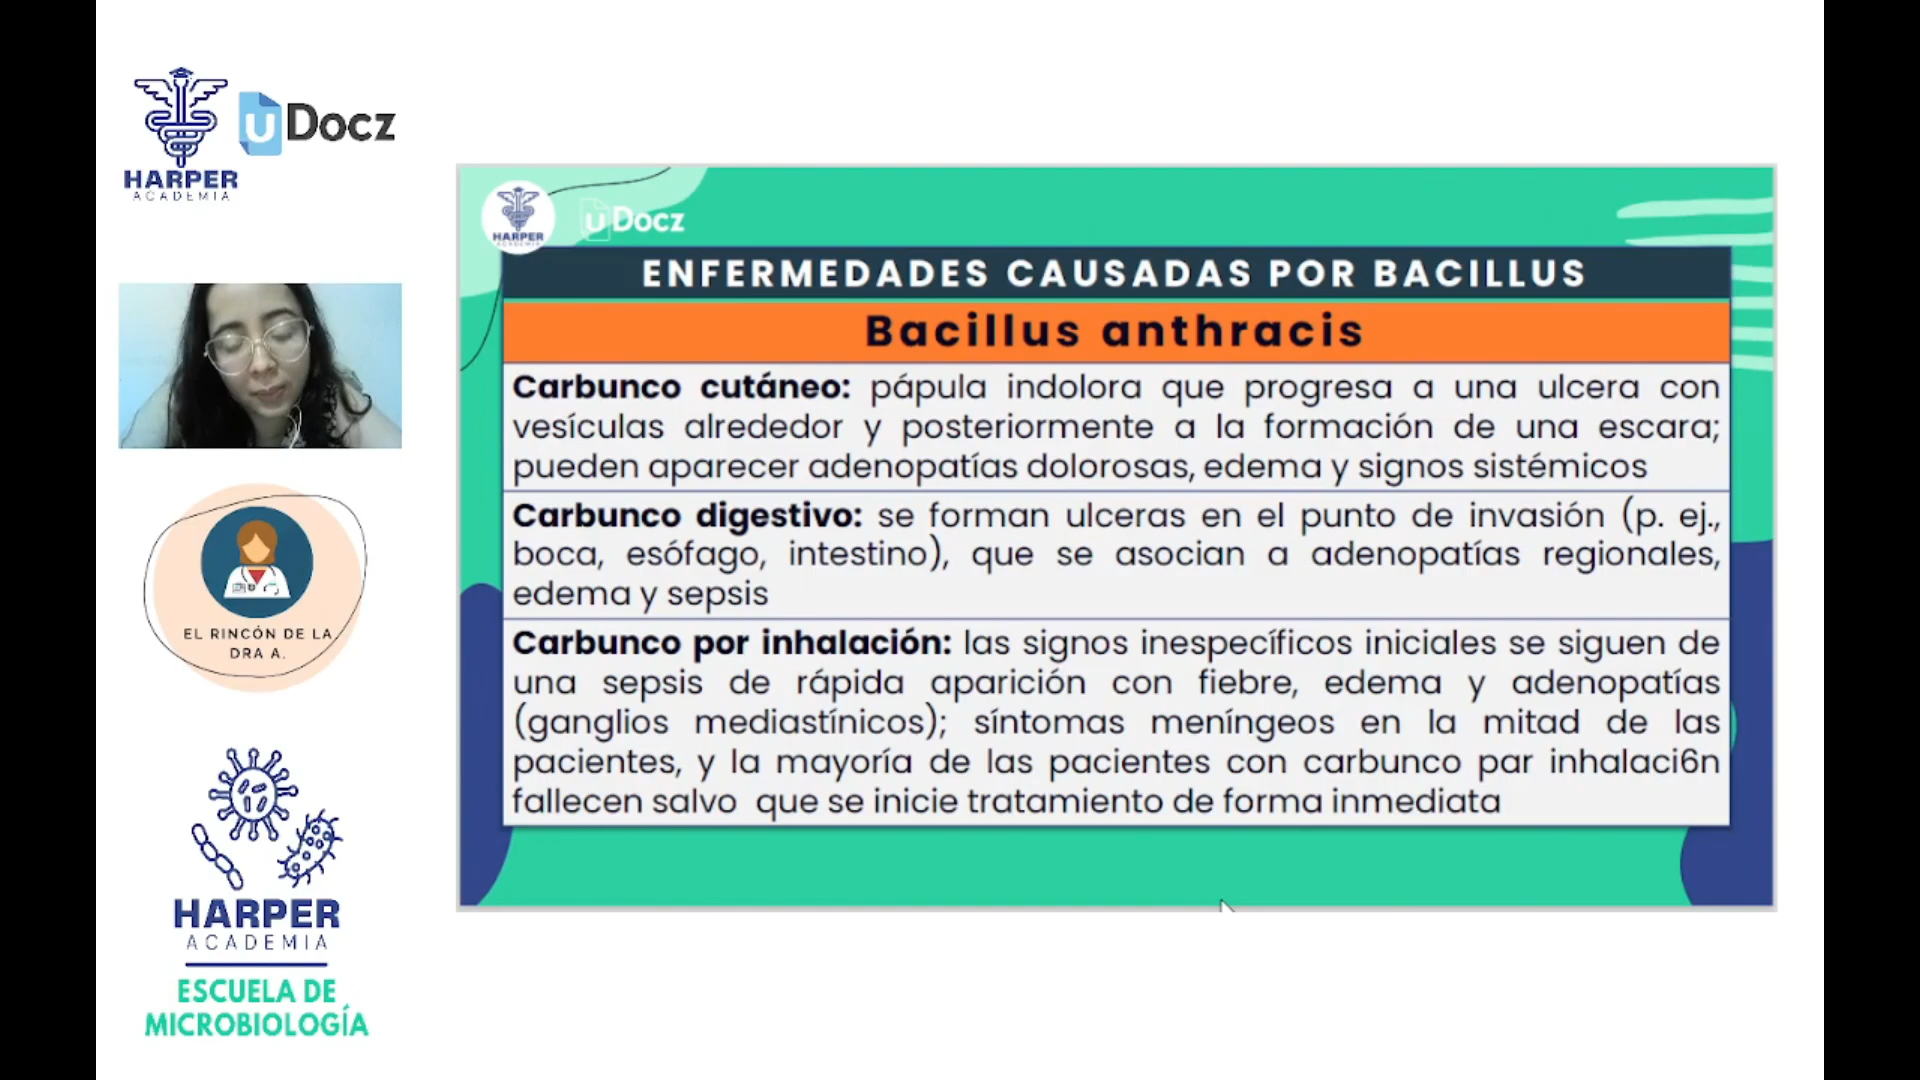 HARPER
ACADEMIA
uDocz
HARPER
ACADEMIA
uDocz
ENFERMEDADES CAUSADAS POR BACILLUS
Bacillus anthracis
Carbunco cutáneo: pápula indolora que progresa a una ulcera con
vesículas alrededor y posteriormente a la formación de una escara;
pueden aparecer adenopatías dolorosas, edema y signos sistémicos
Carbunco digestivo: se forman ulceras en el punto de invasión (p. ej.,
boca, esófago, intestino), que se asocian a adenopatías regionales,
edema y sepsis
Carbunco por inhalación: las signos inespecíficos iniciales se siguen de
una sepsis de rápida aparición con fiebre, edema y adenopatías
(ganglios mediastínicos); síntomas meníngeos en la mitad de las
pacientes, y la mayoría de las pacientes con carbunco par inhalaci6n
fallecen salvo que se inicie tratamiento de forma inmediata
EL RINCÓN DE LA
DRA A.
HARPER
ACADEMIA
ESCUELA DE
MICROBIOLOGÍA